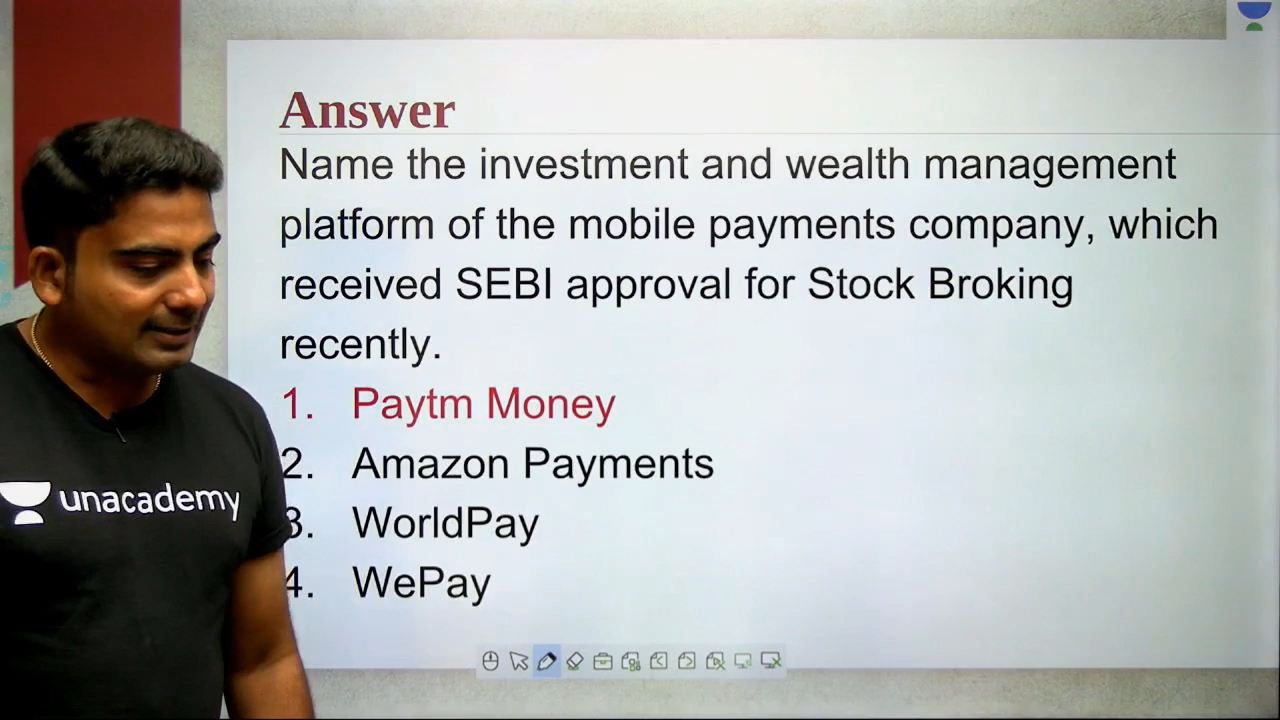 Answer
Name the investment and wealth management
platform of the mobile payments company, which
received SEBI approval for Stock Broking
recently.
1. Paytm Money
2. Amazon Payments
3. WorldPay
4. WePay
unacademy